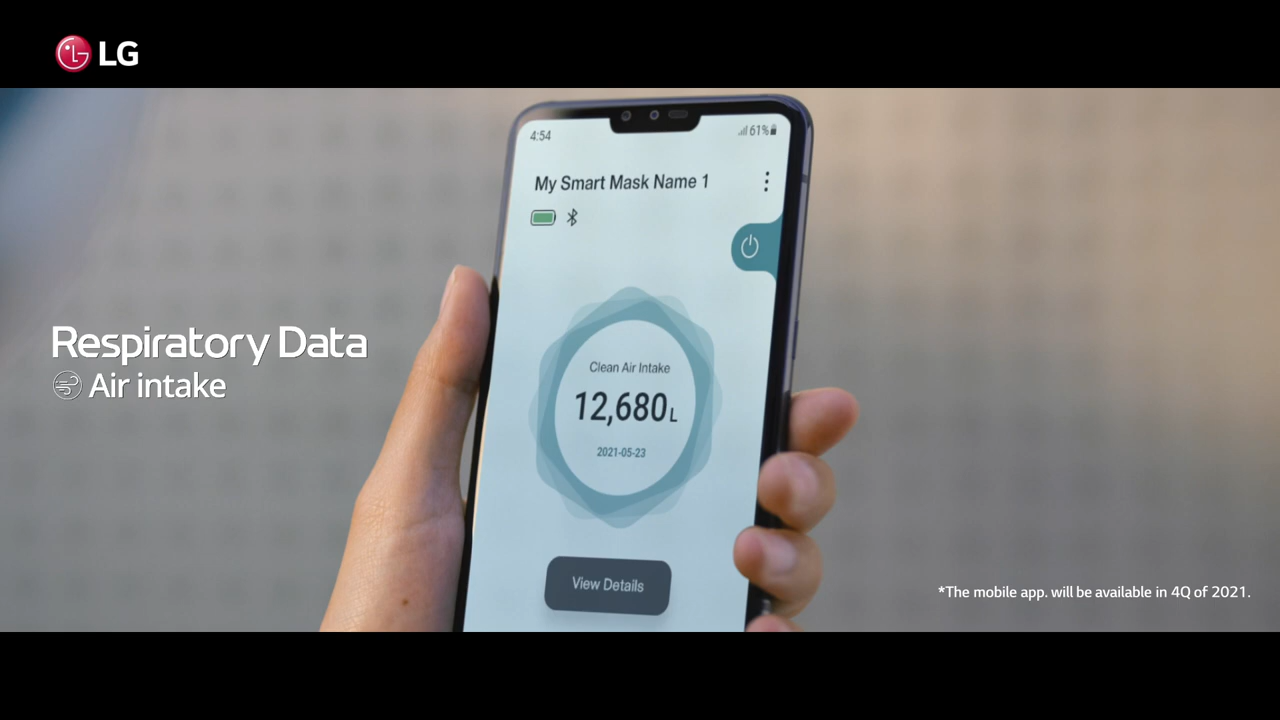 LG
4:54
61%
My Smart Mask Name 1
Respiratory Data
Air intake
Clean Air Intake
12,680L
2021-05-23
View Details
*The mobile app. will be available in 4Q of 2021.